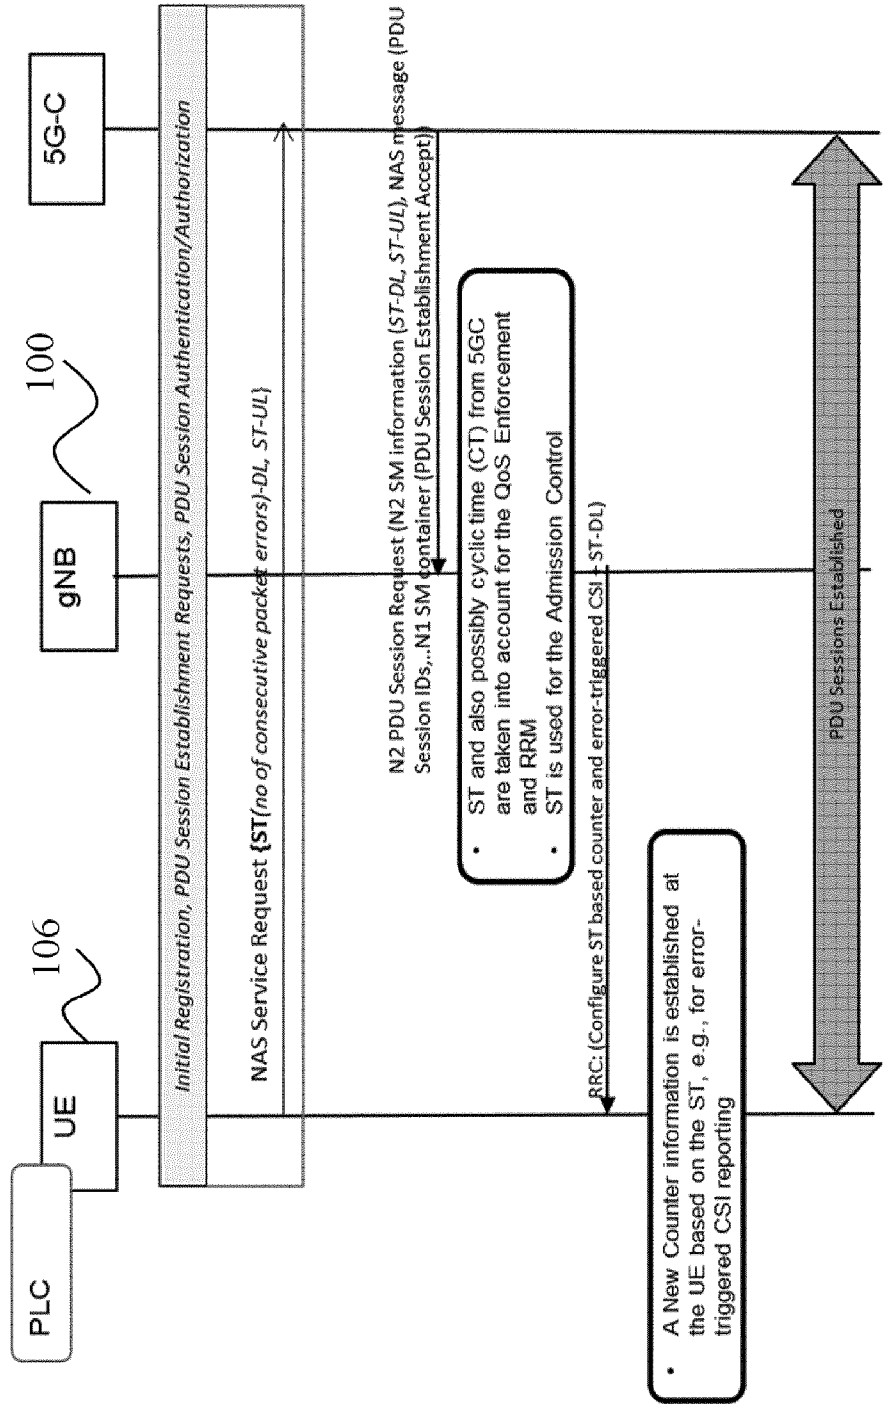 PLC
UE
106
gNB
100
5G-C
Initial Registration, PDU Session Establishment Requests, PDU Session Authentication/Authorization
NAS Service Request {ST(no of consecutive packet errors)-DL, ST-UL}
N2 PDU Session Request (N2 SM information (ST-DL, ST-UL), NAS message (PDU
Session IDs,..N1 SM container (PDU Session Establishment Accept))
• ST and also possibly cyclic time (CT) from 5GC
are taken into account for the QoS Enforcement
and RRM
• ST is used for the Admission Control
RRC: (Configure ST based counter and error-triggered CSI + ST-DL)
• A New Counter information is established at
the UE based on the ST, e.g., for error-
triggered CSI reporting
PDU Sessions Established